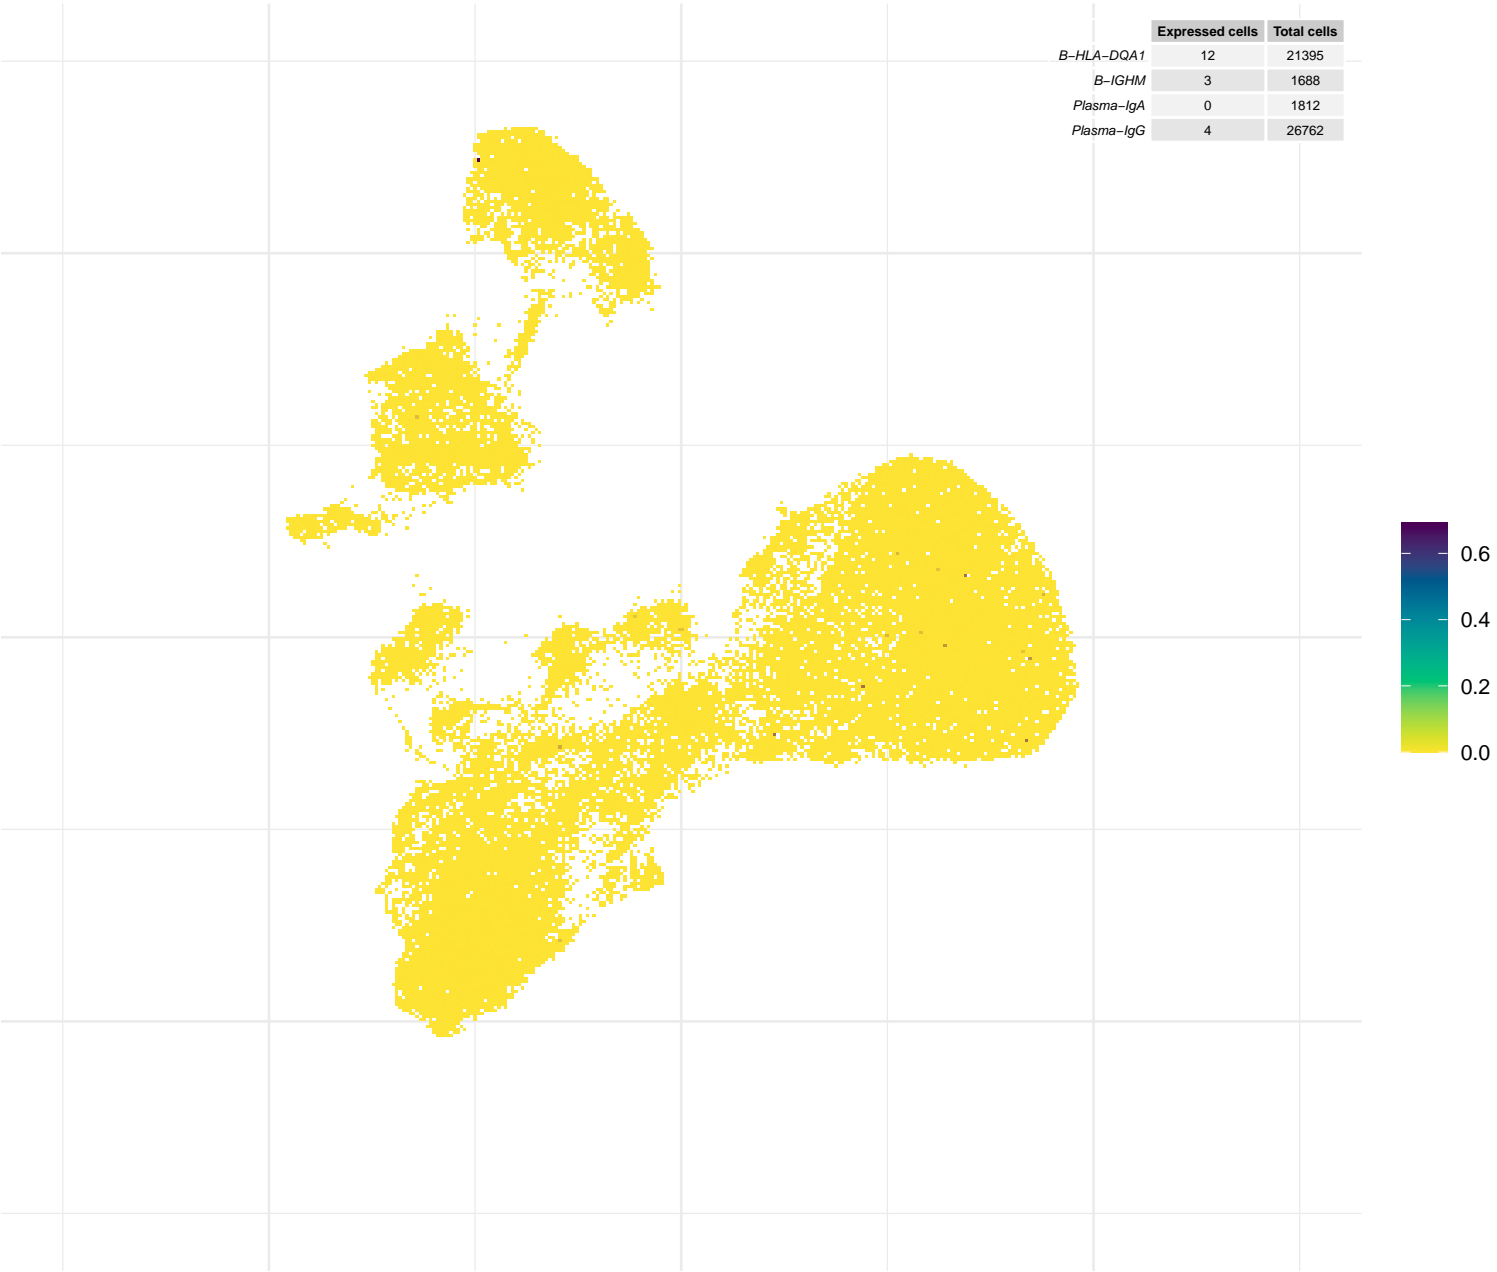 Expressed cells Total cells
B−HLA−DQA1 12 21395
B−IGHM 3 1688
Plasma−IgA 0 1812
Plasma−IgG 4 26762
0.6
0.4
0.2
0.0